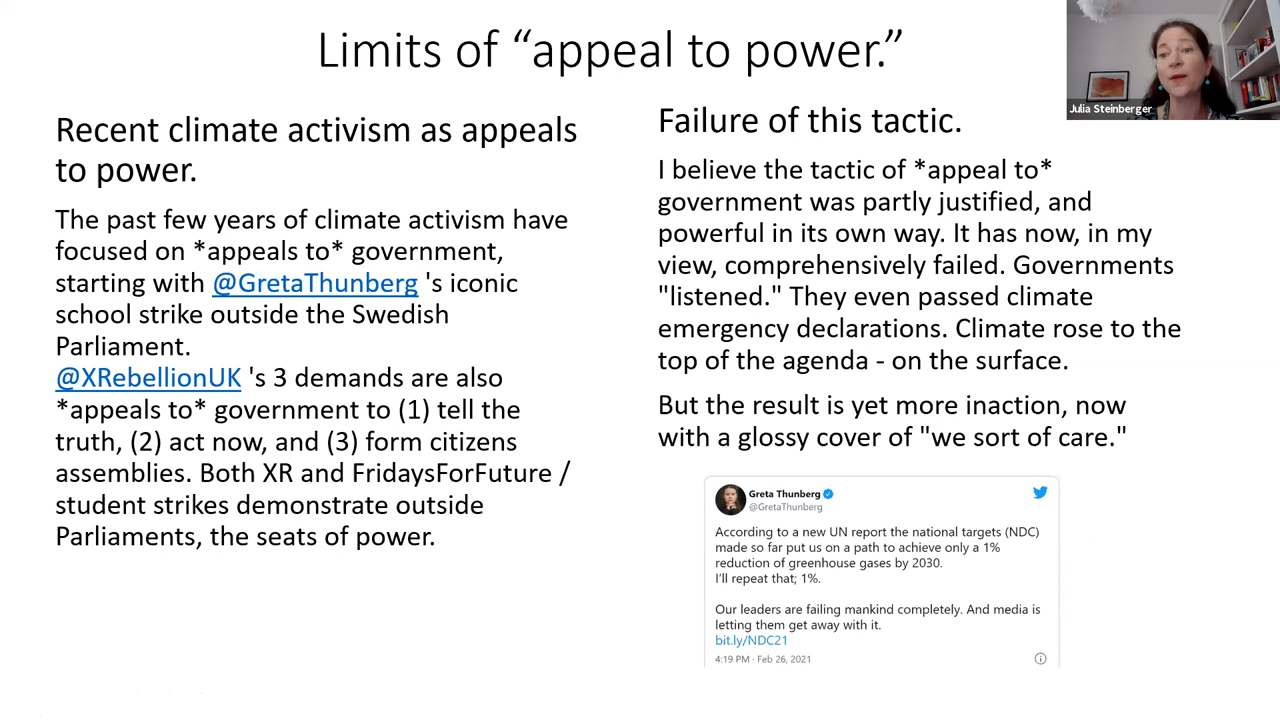 Limits of “appeal to power.”
Julia Steinberger
Recent climate activism as appeals
to power.
The past few years of climate activism have
focused on *appeals to* government,
starting with @GretaThunberg 's iconic
school strike outside the Swedish
Parliament.
@XRebellionUK 's 3 demands are also
*appeals to* government to (1) tell the
truth, (2) act now, and (3) form citizens
assemblies. Both XR and FridaysForFuture /
student strikes demonstrate outside
Parliaments, the seats of power.
Failure of this tactic.
I believe the tactic of *appeal to*
government was partly justified, and
powerful in its own way. It has now, in my
view, comprehensively failed. Governments
"listened." They even passed climate
emergency declarations. Climate rose to the
top of the agenda - on the surface.
But the result is yet more inaction, now
with a glossy cover of "we sort of care."
Greta Thunberg
@GretaThunberg
According to a new UN report the national targets (NDC)
made so far put us on a path to achieve only a 1%
reduction of greenhouse gases by 2030.
I’ll repeat that; 1%.
Our leaders are failing mankind completely. And media is
letting them get away with it.
bit.ly/NDC21
4:19 PM · Feb 26, 2021